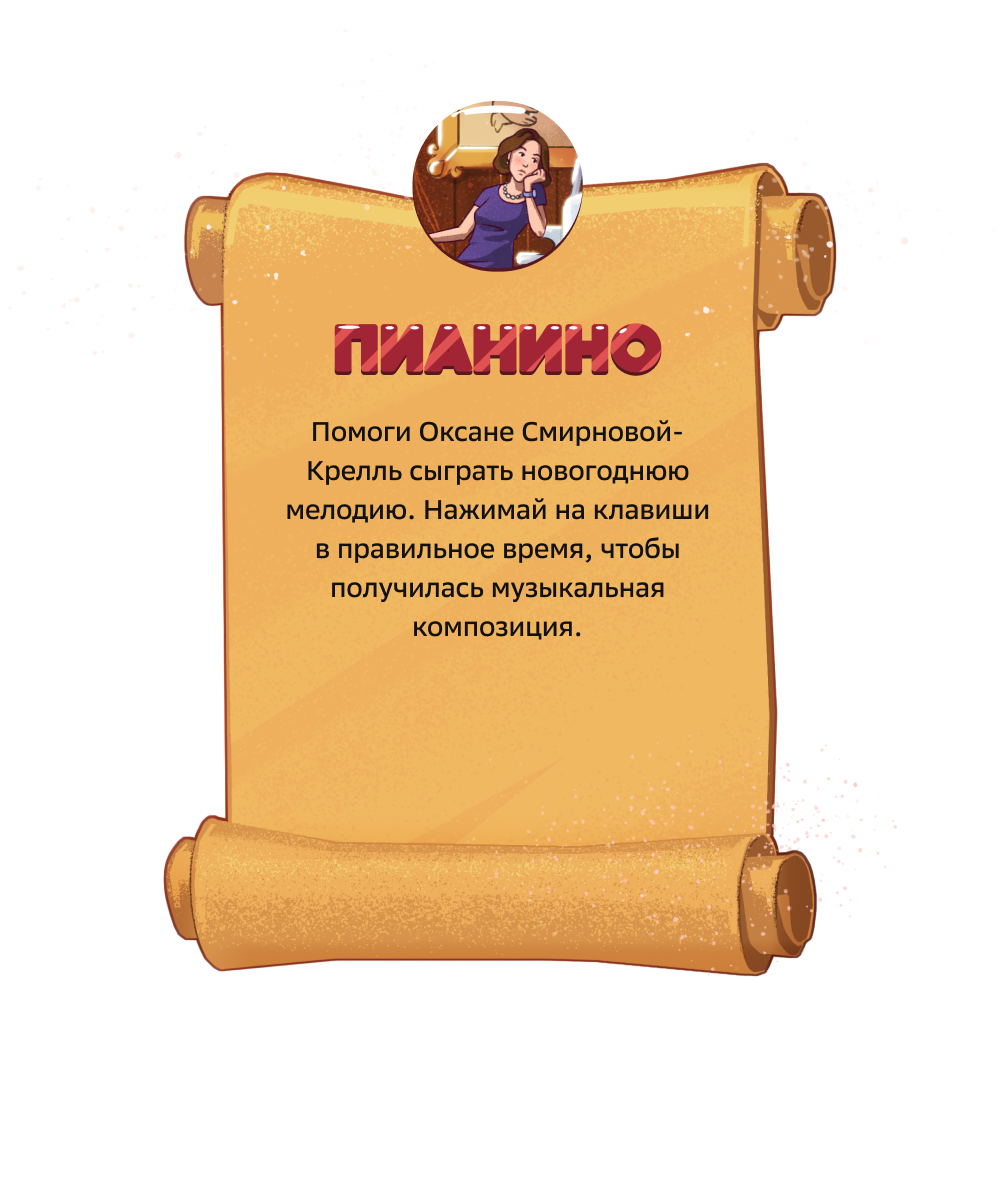 ПИАНИНО
Помоги Оксане Смирновой-
Крелль сыграть новогоднюю
мелодию. Нажимай на клавиши
в правильное время, чтобы
получилась музыкальная
композиция.